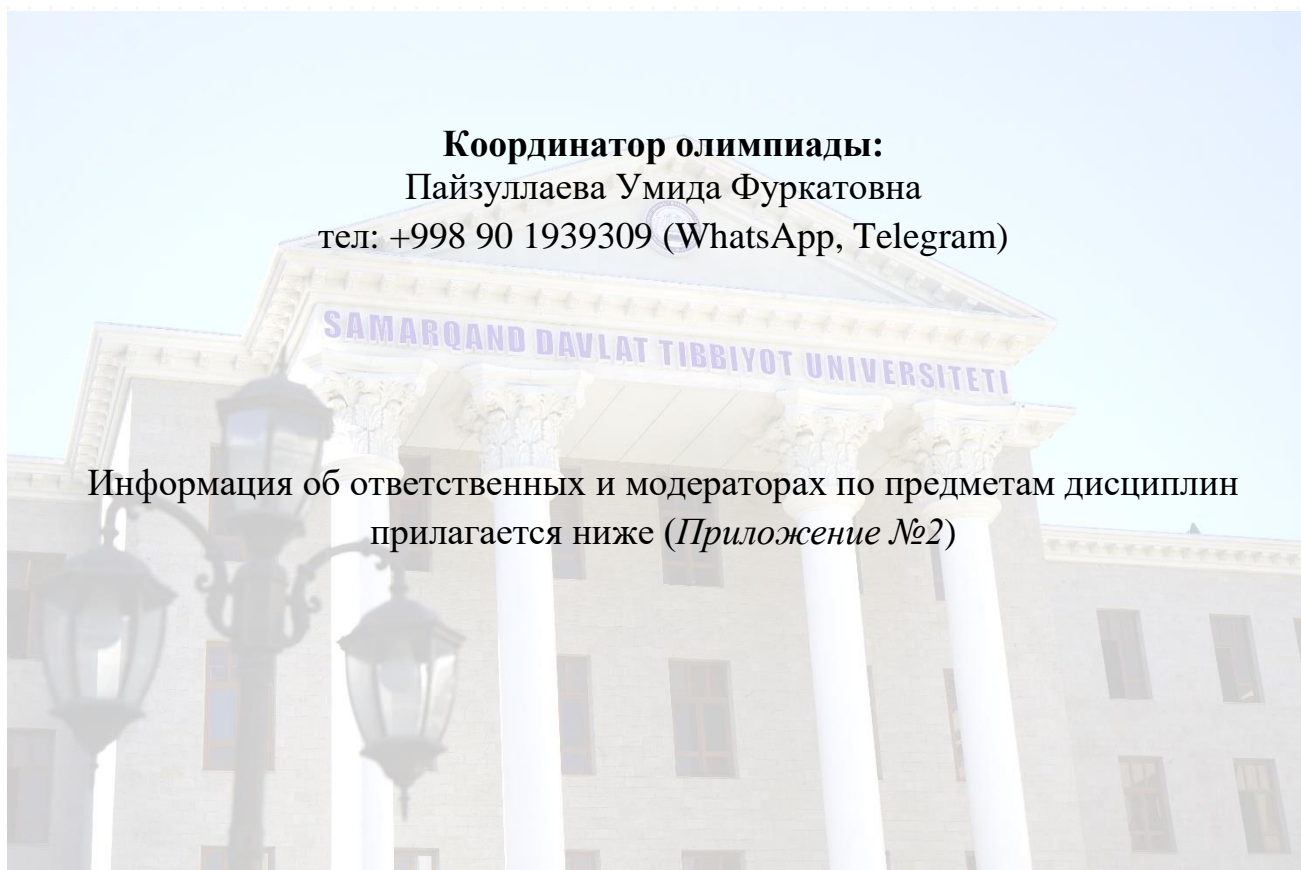 Координатор олимпиады:
Пайзуллаева Умида Фуркатовна
тел: +998 90 1939309 (WhatsApp, Telegram)
SAMARQAND DAVLAT TIBBIYOT UNIVERSITETI
Информация об ответственных и модераторах по предметам дисциплин
прилагается ниже (Приложение №2)